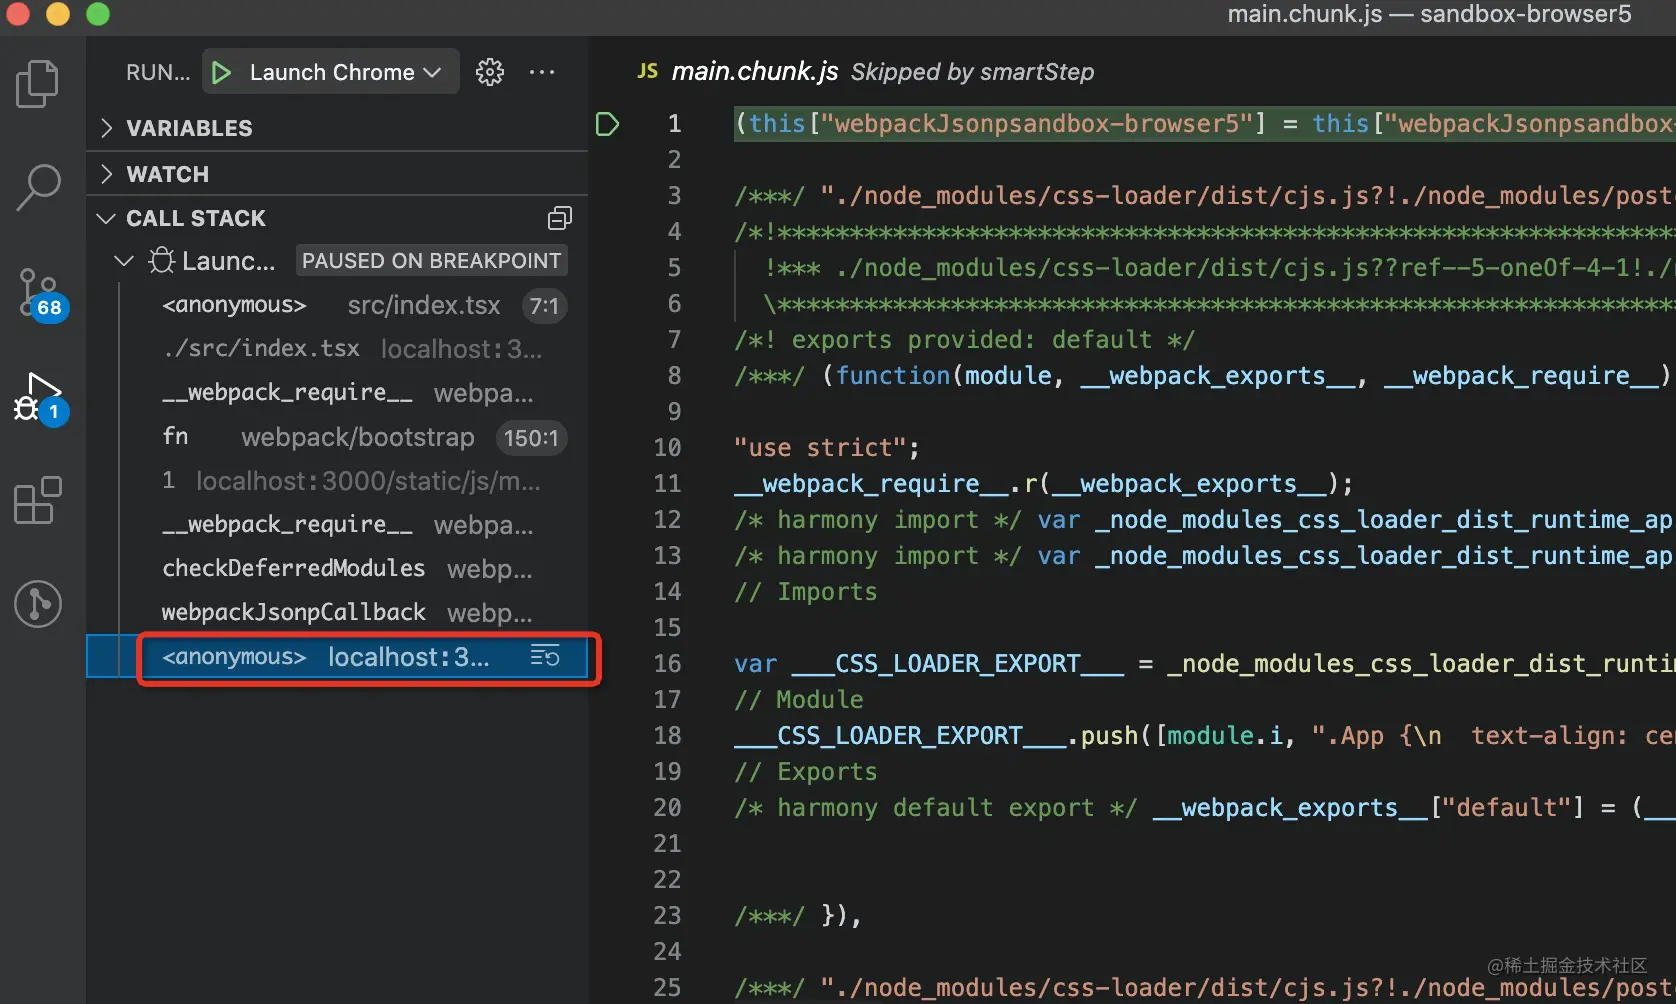 main.chunk.js — sandbox-browser5
RUN...
Launch Chrome
VARIABLES
WATCH
CALL STACK
Launc...
PAUSED ON BREAKPOINT
<anonymous> src/index.tsx 7:1
./src/index.tsx localhost:3...
__webpack_require__ webpa...
fn webpack/bootstrap 150:1
1 localhost:3000/static/js/m...
__webpack_require__ webpa...
checkDeferredModules webp...
webpackJsonpCallback webp...
<anonymous> localhost:3...
68
1
JS main.chunk.js Skipped by smartStep
1 (this["webpackJsonpsandbox-browser5"] = this["webpackJsonpsandbox-
2
3 /***/ "./node_modules/css-loader/dist/cjs.js?!./node_modules/post
4 /*!*****************************************************************
5 !*** ./node_modules/css-loader/dist/cjs.js??ref--5-oneOf-4-1!./
6 \***************************************************************
7 /*! exports provided: default */
8 /***/ (function(module, __webpack_exports__, __webpack_require__)
9
10 "use strict";
11 __webpack_require__.r(__webpack_exports__);
12 /* harmony import */ var _node_modules_css_loader_dist_runtime_ap
13 /* harmony import */ var _node_modules_css_loader_dist_runtime_ap
14 // Imports
15
16 var ___CSS_LOADER_EXPORT___ = _node_modules_css_loader_dist_runti
17 // Module
18 ___CSS_LOADER_EXPORT___.push([module.i, ".App {\n  text-align: ce
19 // Exports
20 /* harmony default export */ __webpack_exports__["default"] = (___
21
22
23 /***/ }),
24
25 /***/ "./node_modules/css-loader/dist/cjs.js?!./node_modules/post
@稀土掘金技术社区